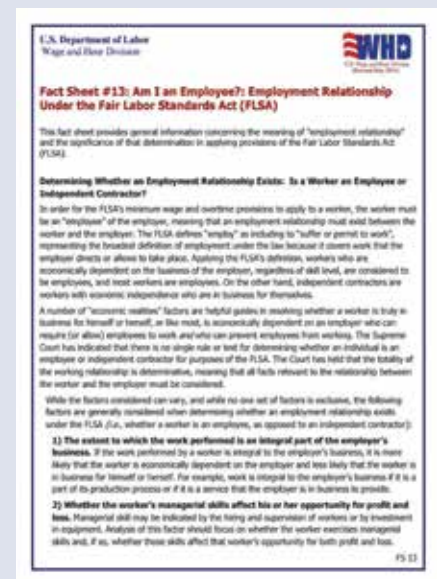 U.S. Department of Labor
Wage and Hour Division
WHD
U.S. Wage and Hour Division
Fact Sheet #13: Am I an Employee?: Employment Relationship
Under the Fair Labor Standards Act (FLSA)
This fact sheet provides general information concerning the meaning of "employment relationship"
and the significance of that determination in applying provisions of the Fair Labor Standards Act
(FLSA).
Determining Whether an Employment Relationship Exists: Is a Worker an Employee or
Independent Contractor?
In order for the FLSA's minimum wage and overtime provisions to apply to a worker, the worker must
be an "employee" of the employer, meaning that an employment relationship must exist between the
worker and the employer. The FLSA defines "employ" as including to "suffer or permit to work",
representing the broadest definition of employment under the law because it covers work that the
employer directs or allows to take place. Applying the FLSA's definition, workers who are
economically dependent on the business of the employer, regardless of skill level, are considered to
be employees, and most workers are employees. On the other hand, independent contractors are
workers with economic independence who are in business for themselves.
A number of "economic realities" factors are helpful guides in resolving whether a worker is truly in
business for himself or herself, or like most, is economically dependent on an employer who can
require (or allow) employees to work and who can prevent employees from working. The Supreme
Court has indicated that there is no single rule or test for determining whether an individual is an
employee or independent contractor for purposes of the FLSA. The Court has held that the totality of
the working relationship is determinative, meaning that all facts relevant to the relationship between
the worker and the employer must be considered.
While the factors considered can vary, and while no one set of factors is exclusive, the following
factors are generally considered when determining whether an employment relationship exists
under the FLSA (i.e., whether a worker is an employee, as opposed to an independent contractor):
1) The extent to which the work performed is an integral part of the employer's
business. If the work performed by a worker is integral to the employer's business, it is more
likely that the worker is economically dependent on the employer and less likely that the worker is
in business for himself or herself. For example, work is integral to the employer's business if it is a
part of its production process or if it is a service that the employer is in business to provide.
2) Whether the worker's managerial skills affect his or her opportunity for profit and
loss. Managerial skill may be indicated by the hiring and supervision of workers or by investment
in equipment. Analysis of this factor should focus on whether the worker exercises managerial
skills and, if so, whether those skills affect that worker's opportunity for both profit and loss.
FS 13